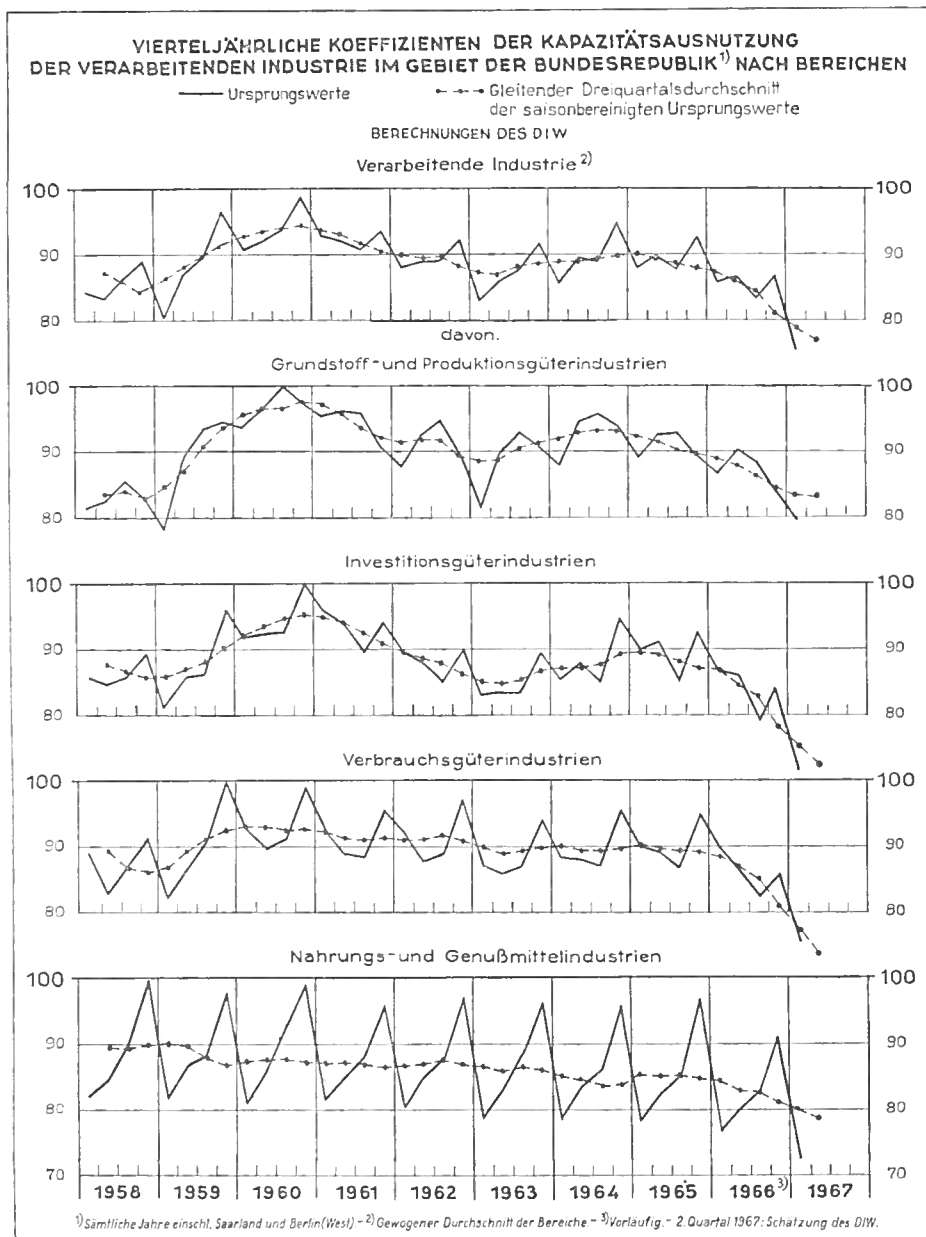 VIERTELJÄHRLICHE KOEFFIZIENTEN DER KAPAZITÄTSAUSNUTZUNG
DER VERARBEITENDEN INDUSTRIE IM GEBIET DER BUNDESREPUBLIK¹⁾ NACH BEREICHEN
Ursprungswerte
Gleitender Dreiquartalsdurchschnitt
der saisonbereinigten Ursprungswerte
BERECHNUNGEN DES DIW
Verarbeitende Industrie²⁾
100 100
90 90
80 80
davon.
Grundstoff- und Produktionsgüterindustrien
100 100
90 90
80 80
Investitionsgüterindustrien
100 100
90 90
80 80
Verbrauchsgüterindustrien
100 100
90 90
80 80
Nahrungs- und Genußmittelindustrien
100 100
90 90
80 80
70 70
1958 1959 1960 1961 1962 1963 1964 1965 1966³⁾ 1967
¹⁾Sämtliche Jahre einschl. Saarland und Berlin(West) – ²⁾Gewogener Durchschnitt der Bereiche – ³⁾Vorläufig. – 2. Quartal 1967: Schätzung des DIW.